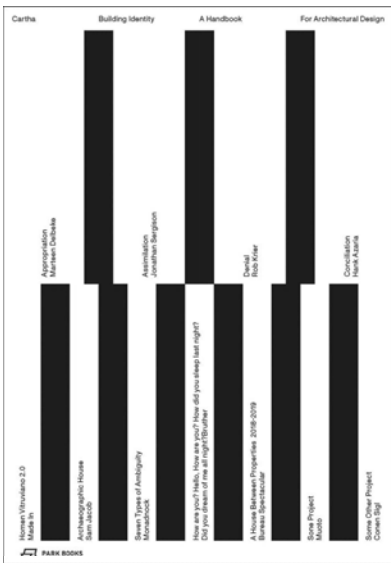 Cartha
Building Identity
A Handbook
For Architectural Design
Appropriation
Marteen Delbeke
Assimilation
Jonathan Sergison
Denial
Rob Krier
Conciliation
Hank Azaria
Homen Vitruviano 2.0
Made In
Archaeographic House
Sam Jacob
Seven Types of Ambiguity
Monadnock
How are you? Hello, How are you? How did you sleep last night?
Did you dream of me all night?Bruther
A House Between Properties 2018-2019
Bureau Spectacular
Sone Project
Muoto
Some Other Project
Conen Sigl
PARK BOOKS